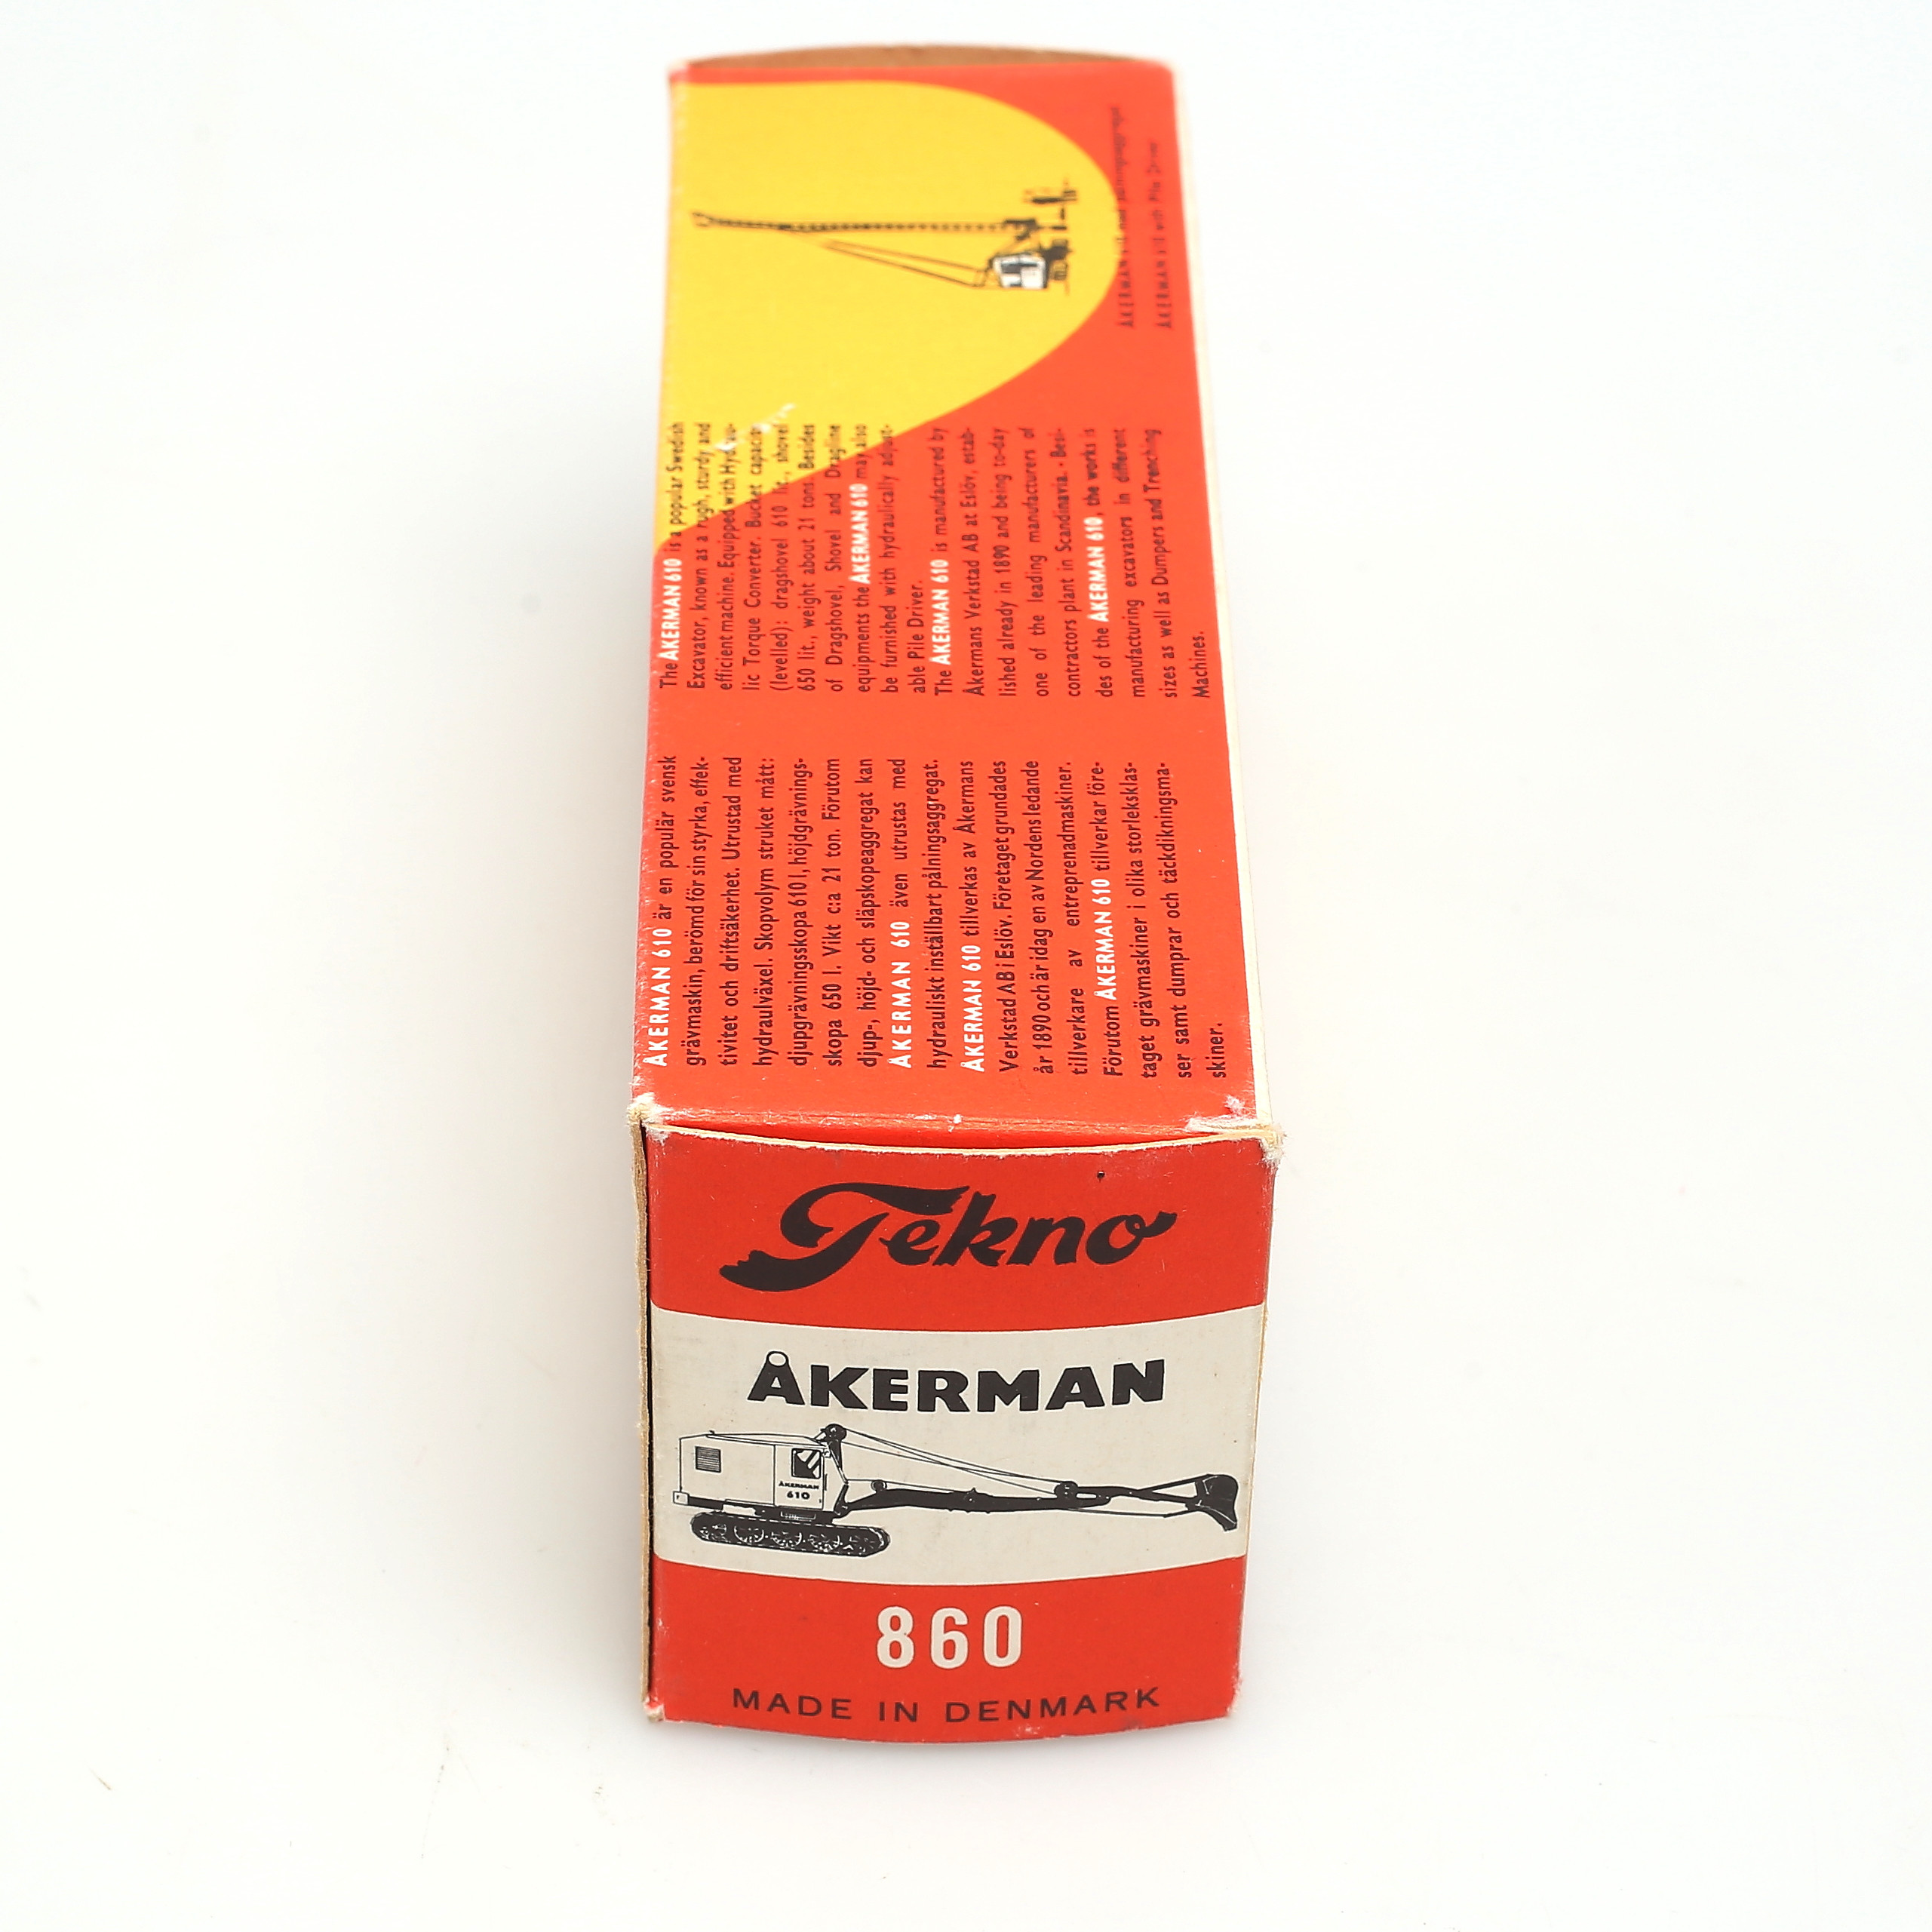 Tekno
ÅKERMAN
ÅKERMAN
610
860
MADE IN DENMARK
ÅKERMAN 610 är en populär svensk
grävmaskin, berömd för sin styrka, effek-
tivitet och driftsäkerhet. Utrustad med
hydraulväxel. Skopvolym struket mått:
djupgrävningsskopa 610 l, höjdgrävnings-
skopa 650 l. Vikt c:a 21 ton. Förutom
djup-, höjd- och släpskopeaggregat kan
ÅKERMAN 610 även utrustas med
hydrauliskt inställbart pålningsaggregat.
ÅKERMAN 610 tillverkas av Åkermans
Verkstad AB i Eslöv. Företaget grundades
år 1890 och är idag en av Nordens ledande
tillverkare av entreprenadmaskiner.
Förutom ÅKERMAN 610 tillverkar före-
taget grävmaskiner i olika storleksklas-
ser samt dumprar och täckdikningsma-
skiner.
The ÅKERMAN 610 is a popular Swedish
Excavator, known as a rough, sturdy and
efficient machine. Equipped with Hydrau-
lic Torque Converter. Bucket capacity
(levelled): dragshovel 610 lit., shovel
650 lit., weight about 21 tons. Besides
of Dragshovel, Shovel and Dragline
equipments the ÅKERMAN 610 may also
be furnished with hydraulically adjust-
able Pile Driver.
The ÅKERMAN 610 is manufactured by
Åkermans Verkstad AB at Eslöv, estab-
lished already in 1890 and being to-day
one of the leading manufacturers of
contractors plant in Scandinavia. - Besi-
des of the ÅKERMAN 610, the works is
manufacturing excavators in different
sizes as well as Dumpers and Trenching
Machines.
ÅKERMAN 610 med pålningsaggregat
ÅKERMAN 610 with Pile Driver